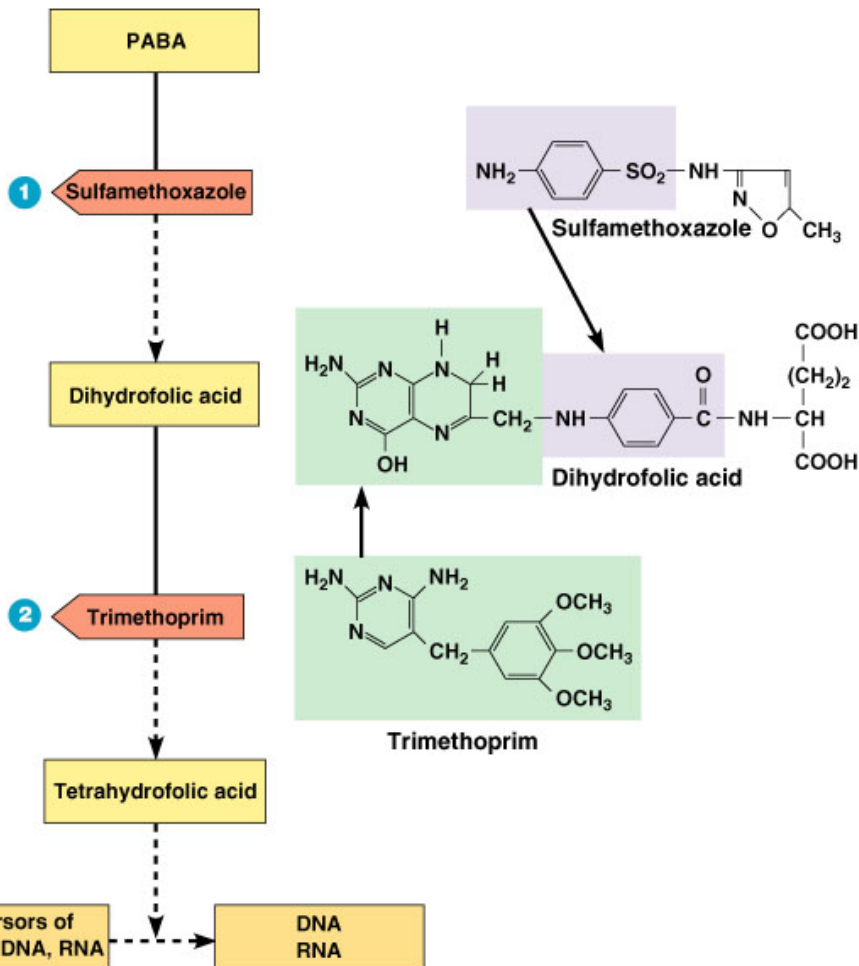 PABA
1
Sulfamethoxazole
Dihydrofolic acid
2
Trimethoprim
Tetrahydrofolic acid
DNA, RNA
of
DNA
RNA
NH2
SO2
NH
N
O
CH3
Sulfamethoxazole
H
H2N
N
N
H
H
N
N
OH
CH2
NH
O
C
NH
CH
COOH
(CH2)2
COOH
Dihydrofolic acid
H2N
N
NH2
N
CH2
OCH3
OCH3
OCH3
Trimethoprim